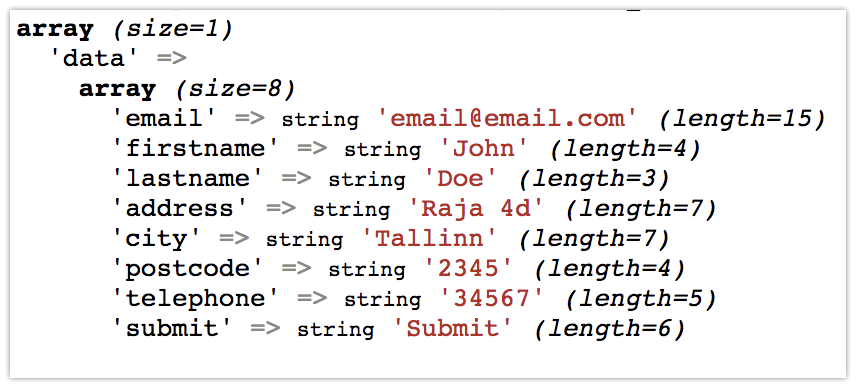 array (size=1)
'data' =>
array (size=8)
'email' => string 'email@email.com' (length=15)
'firstname' => string 'John' (length=4)
'lastname' => string 'Doe' (length=3)
'address' => string 'Raja 4d' (length=7)
'city' => string 'Tallinn' (length=7)
'postcode' => string '2345' (length=4)
'telephone' => string '34567' (length=5)
'submit' => string 'Submit' (length=6)